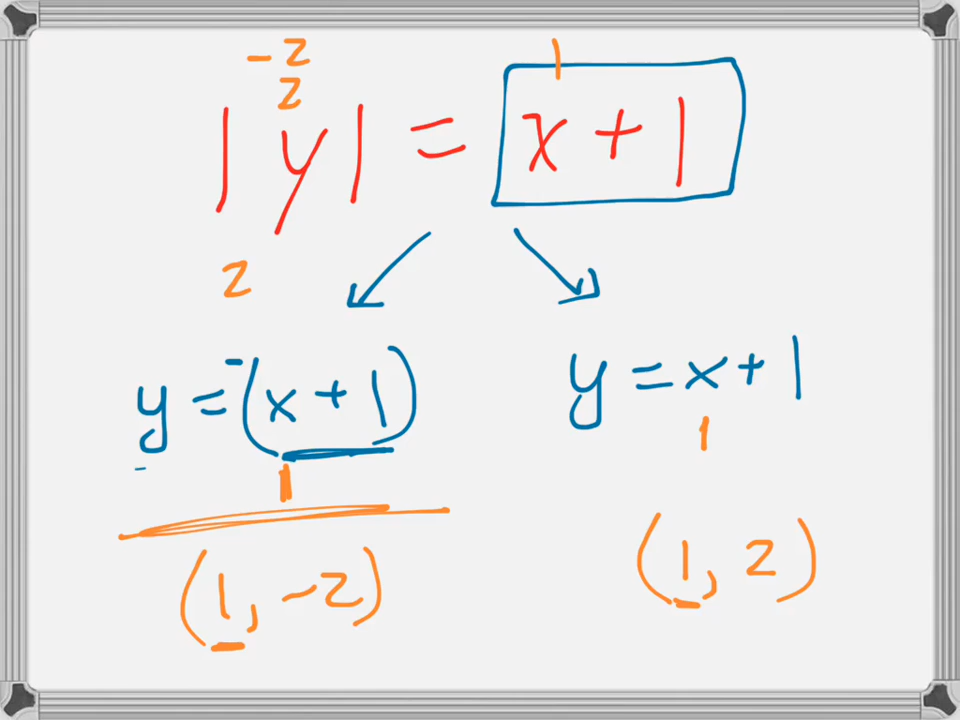 -2 1
2
|y| = x + 1
2
y = -(x + 1) y = x + 1
1 1
(1, -2) (1, 2)